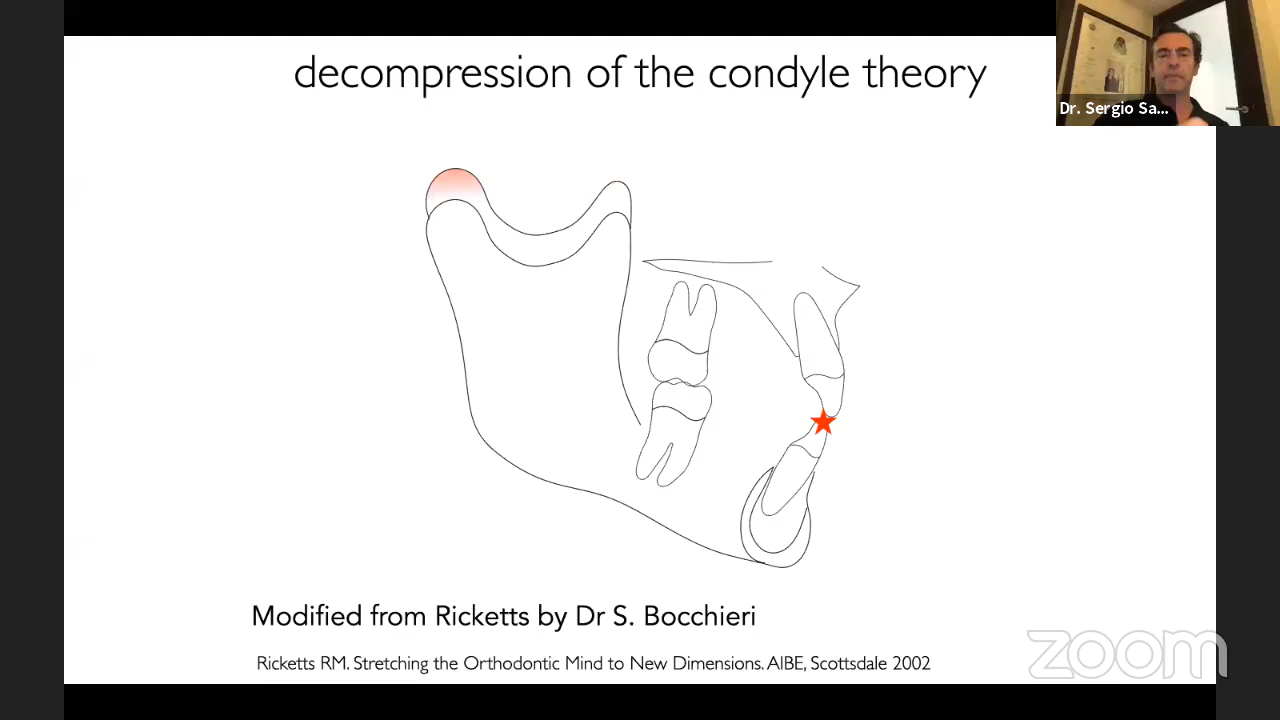 decompression of the condyle theory
Dr. Sergio Sa...
Modified from Ricketts by Dr S. Bocchieri
Ricketts RM. Stretching the Orthodontic Mind to New Dimensions. AIBE, Scottsdale 2002
zoom